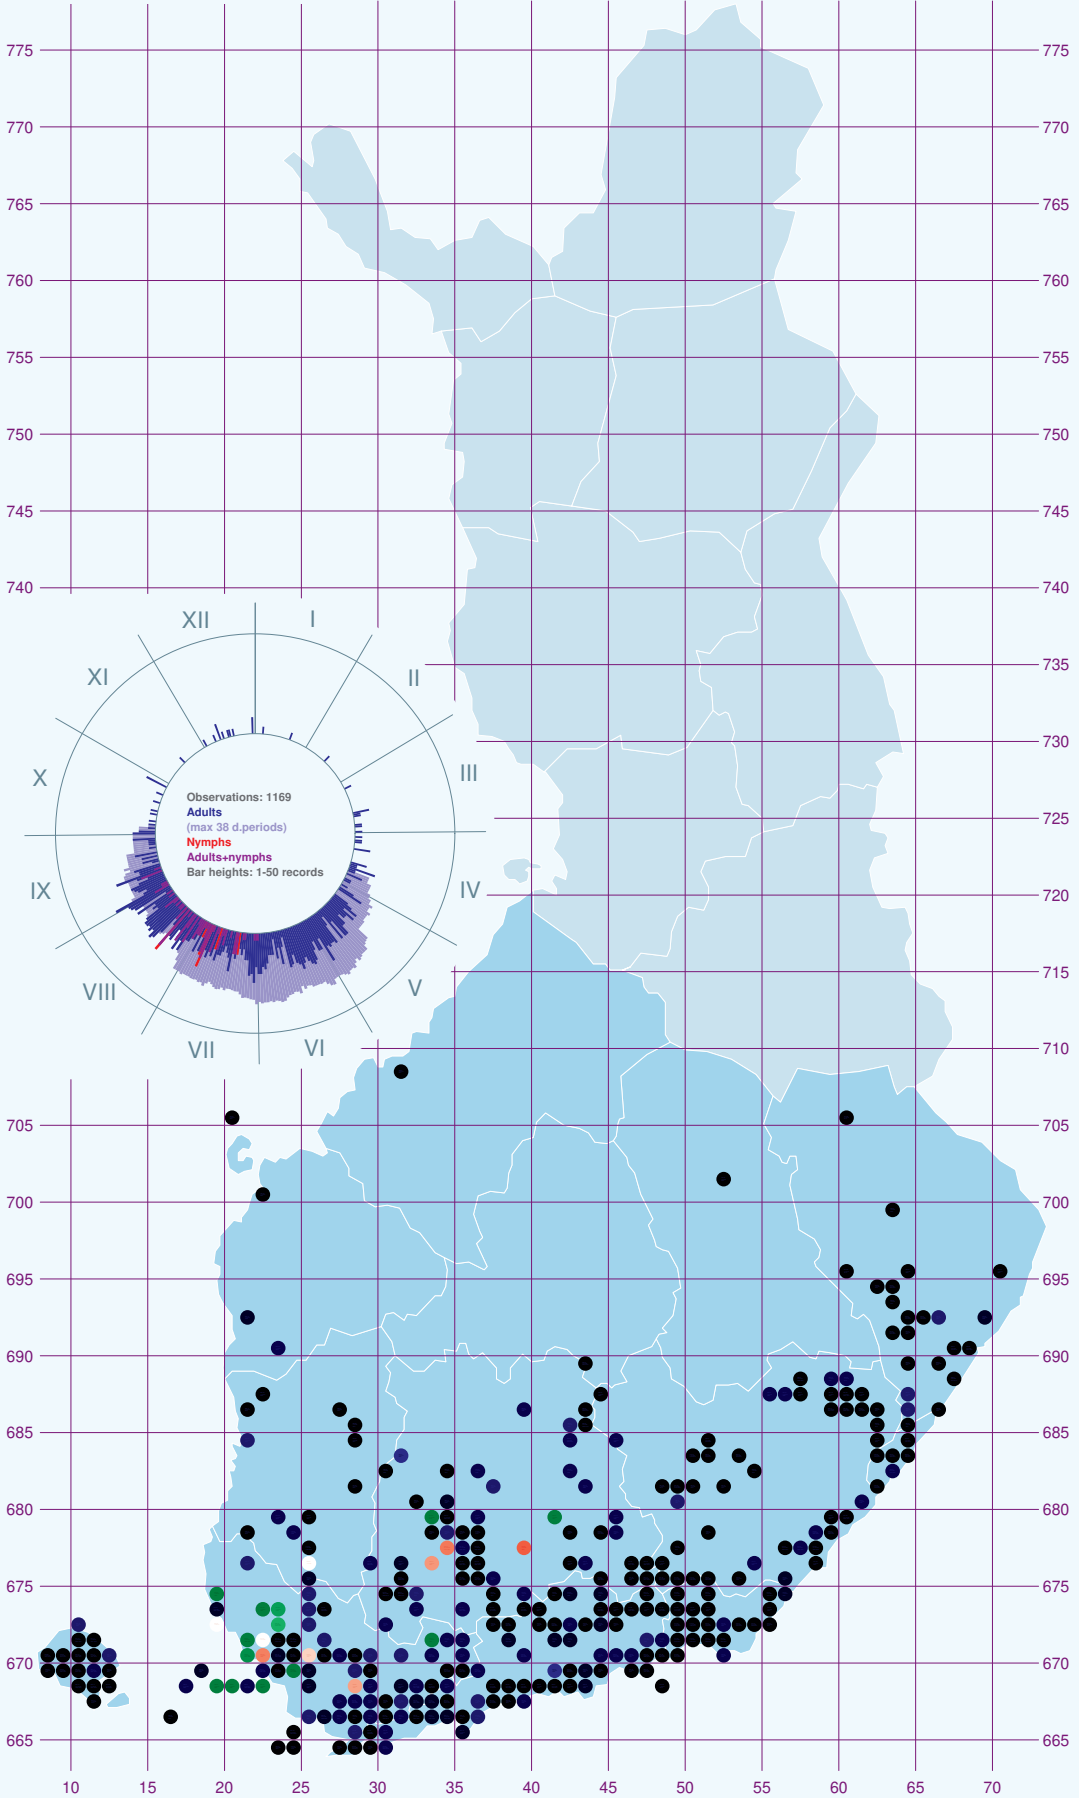 775 775
770 770
765 765
760 760
755 755
750 750
745 745
740 740
XII I
XI II
735
730
X III
Observations: 1169
Adults
(max 38 d.periods)
Nymphs
Adults+nymphs
Bar heights: 1-50 records
725
IX IV
720
VIII V
715
VII VI
710
705 705
700 700
695 695
690 690
685 685
680 680
675 675
670 670
665 665
10 15 20 25 30 35 40 45 50 55 60 65 70